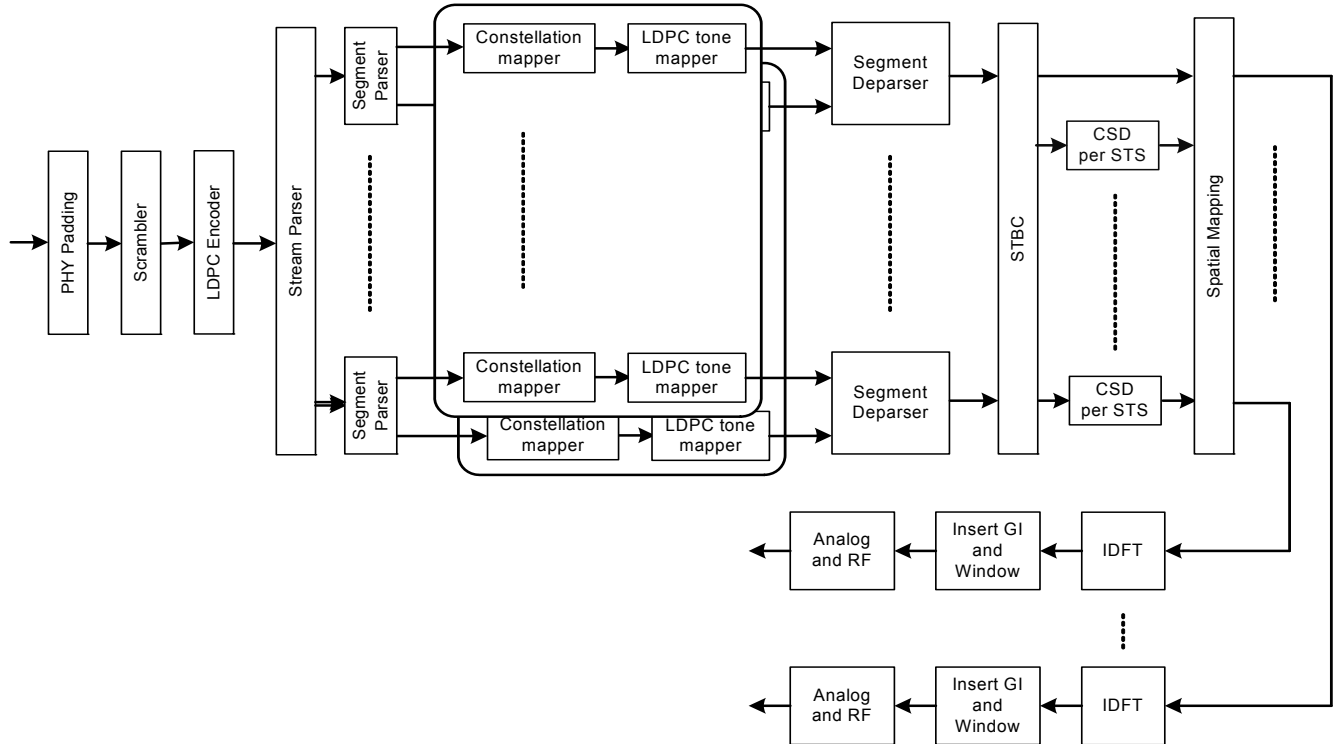 PHY Padding
Scrambler
LDPC Encoder
Stream Parser
Segment
Parser
Constellation
mapper
LDPC tone
mapper
Segment
Deparser
STBC
CSD
per STS
Spatial Mapping
Segment
Parser
Constellation
mapper
LDPC tone
mapper
Constellation
mapper
LDPC tone
mapper
Segment
Deparser
CSD
per STS
Analog
and RF
Insert GI
and
Window
IDFT
Analog
and RF
Insert GI
and
Window
IDFT